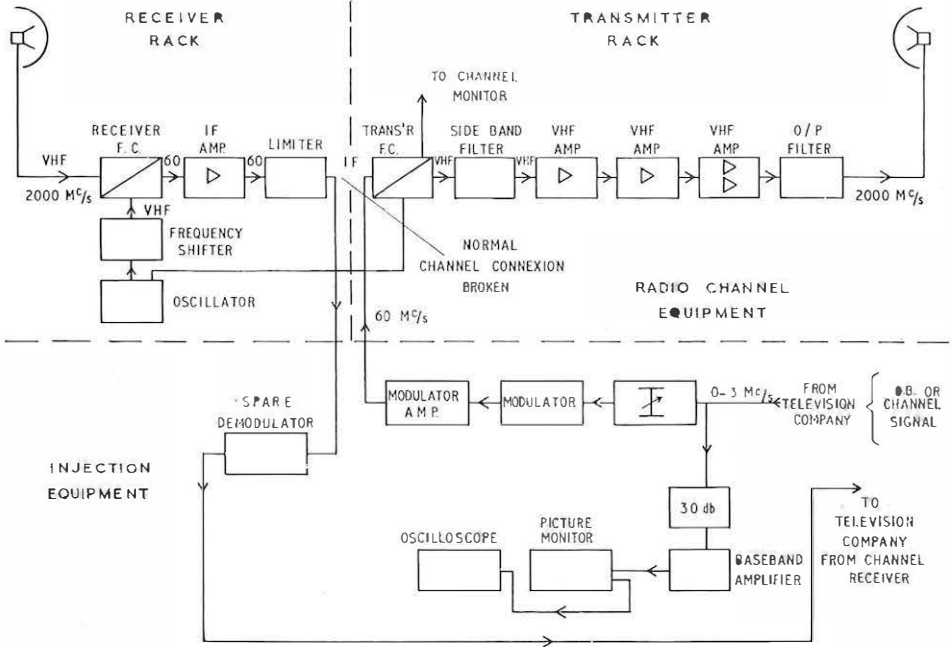 RECEIVER
RACK
TRANSMITTER
RACK
TO CHANNEL
MONITOR
RECEIVER
F.C.
IF
AMP.
LIMITER
TRANS'R
F.C.
SIDE BAND
FILTER
VHF
AMP
VHF
AMP
VHF
AMP
O/P
FILTER
VHF
2000 Mc/s
60
60
IF
VHF
VHF
2000 Mc/s
VHF
FREQUENCY
SHIFTER
OSCILLATOR
NORMAL
CHANNEL CONNEXION
BROKEN
RADIO CHANNEL
EQUIPMENT
60 Mc/s
SPARE
DEMODULATOR
MODULATOR
AMP.
MODULATOR
0-3 Mc/s
FROM
TELEVISION
COMPANY
O.B. OR
CHANNEL
SIGNAL
INJECTION
EQUIPMENT
30 db
OSCILLOSCOPE
PICTURE
MONITOR
BASEBAND
AMPLIFIER
TO
TELEVISION
COMPANY
FROM CHANNEL
RECEIVER